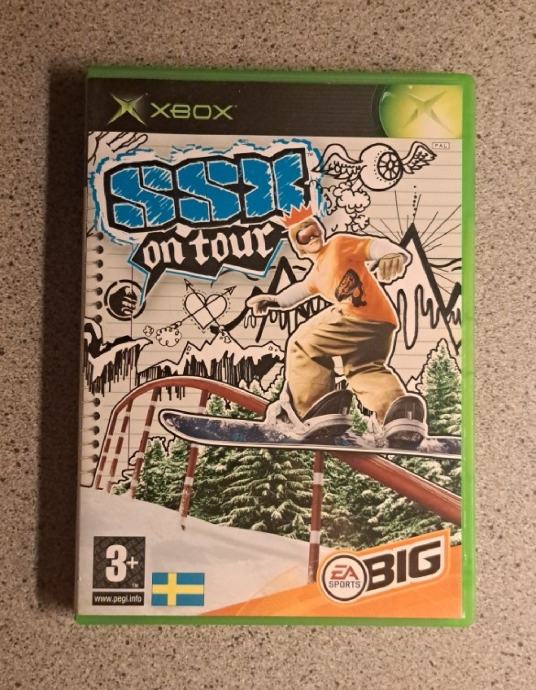 XBOX
PAL
SSX
on tour
3+
www.pegi.info
EA
SPORTS
BIG